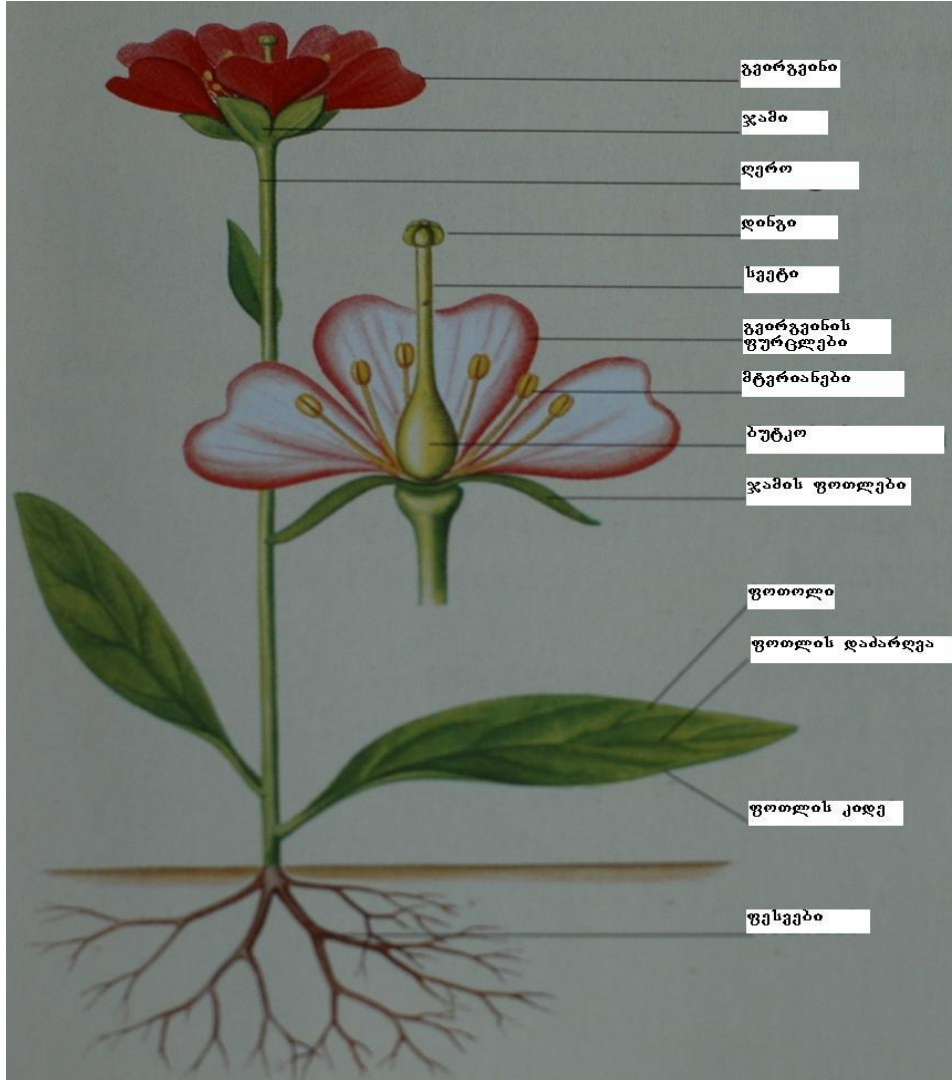 გვირგვინი
ჯამი
ღერო
დინგი
სვეტი
გვირგვინის
ფურცლები
მტვრიანები
ბუტკო
ჯამის ფოთლები
ფოთოლი
ფოთლის დაძარღვა
ფოთლის კიდე
ფესვები